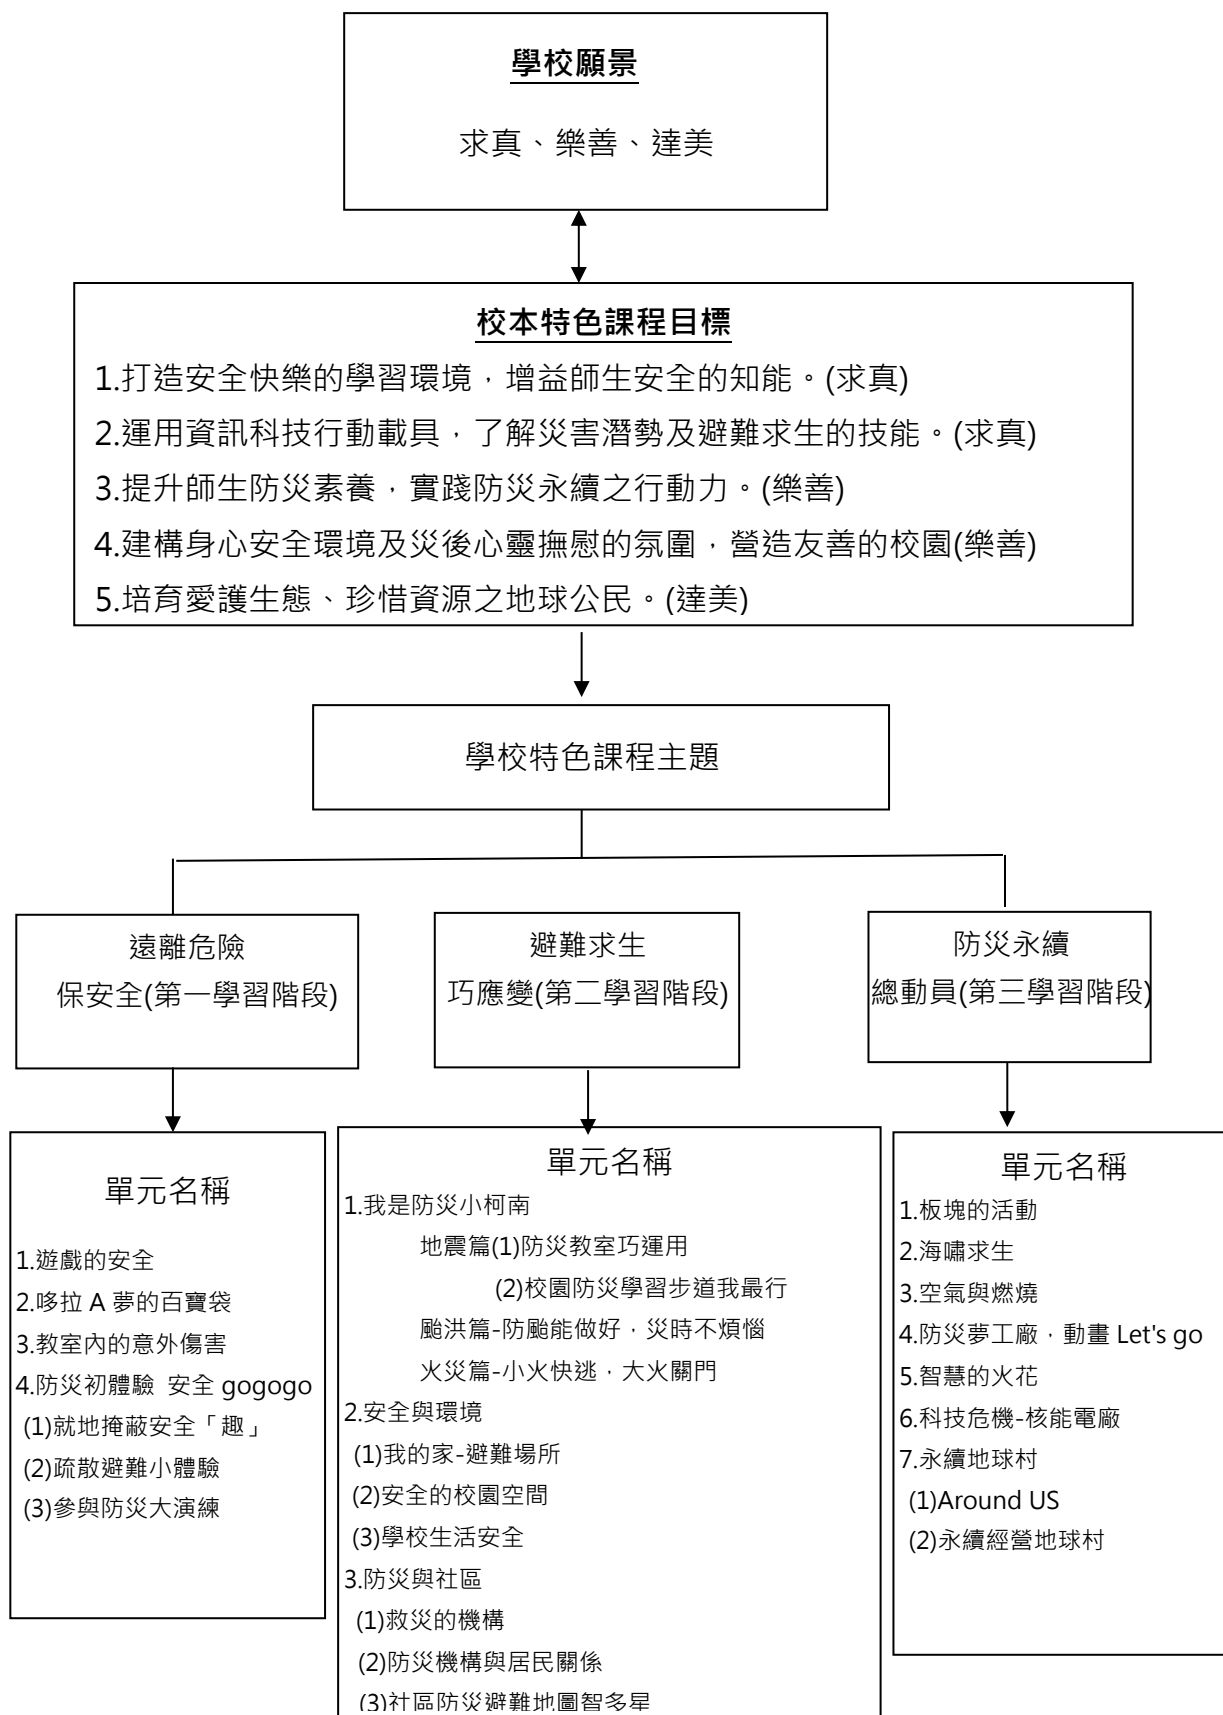 學校願景
求真、樂善、達美
校本特色課程目標
1.打造安全快樂的學習環境，增益師生安全的知能。(求真)
2.運用資訊科技行動載具，了解災害潛勢及避難求生的技能。(求真)
3.提升師生防災素養，實踐防災永續之行動力。(樂善)
4.建構身心安全環境及災後心靈撫慰的氛圍，營造友善的校園(樂善)
5.培育愛護生態、珍惜資源之地球公民。(達美)
學校特色課程主題
遠離危險
保安全(第一學習階段)
避難求生
巧應變(第二學習階段)
防災永續
總動員(第三學習階段)
單元名稱
1.遊戲的安全
2.哆拉 A 夢的百寶袋
3.教室內的意外傷害
4.防災初體驗 安全 gogogo
(1)就地掩蔽安全「趣」
(2)疏散避難小體驗
(3)參與防災大演練
單元名稱
1.我是防災小柯南
地震篇(1)防災教室巧運用
(2)校園防災學習步道我最行
颱洪篇-防颱能做好，災時不煩惱
火災篇-小火快逃，大火關門
2.安全與環境
(1)我的家-避難場所
(2)安全的校園空間
(3)學校生活安全
3.防災與社區
(1)救災的機構
(2)防災機構與居民關係
(3)社區防災避難地圖智多星
單元名稱
1.板塊的活動
2.海嘯求生
3.空氣與燃燒
4.防災夢工廠，動畫 Let's go
5.智慧的火花
6.科技危機-核能電廠
7.永續地球村
(1)Around US
(2)永續經營地球村